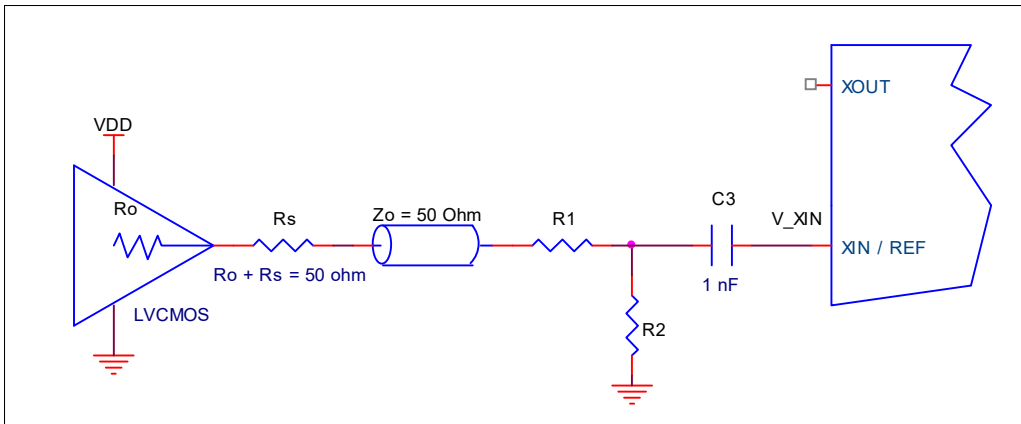 XOUT
VDD
Ro
Rs
Zo = 50 Ohm
R1
C3
V_XIN
XIN / REF
Ro + Rs = 50 ohm
1 nF
LVCMOS
R2